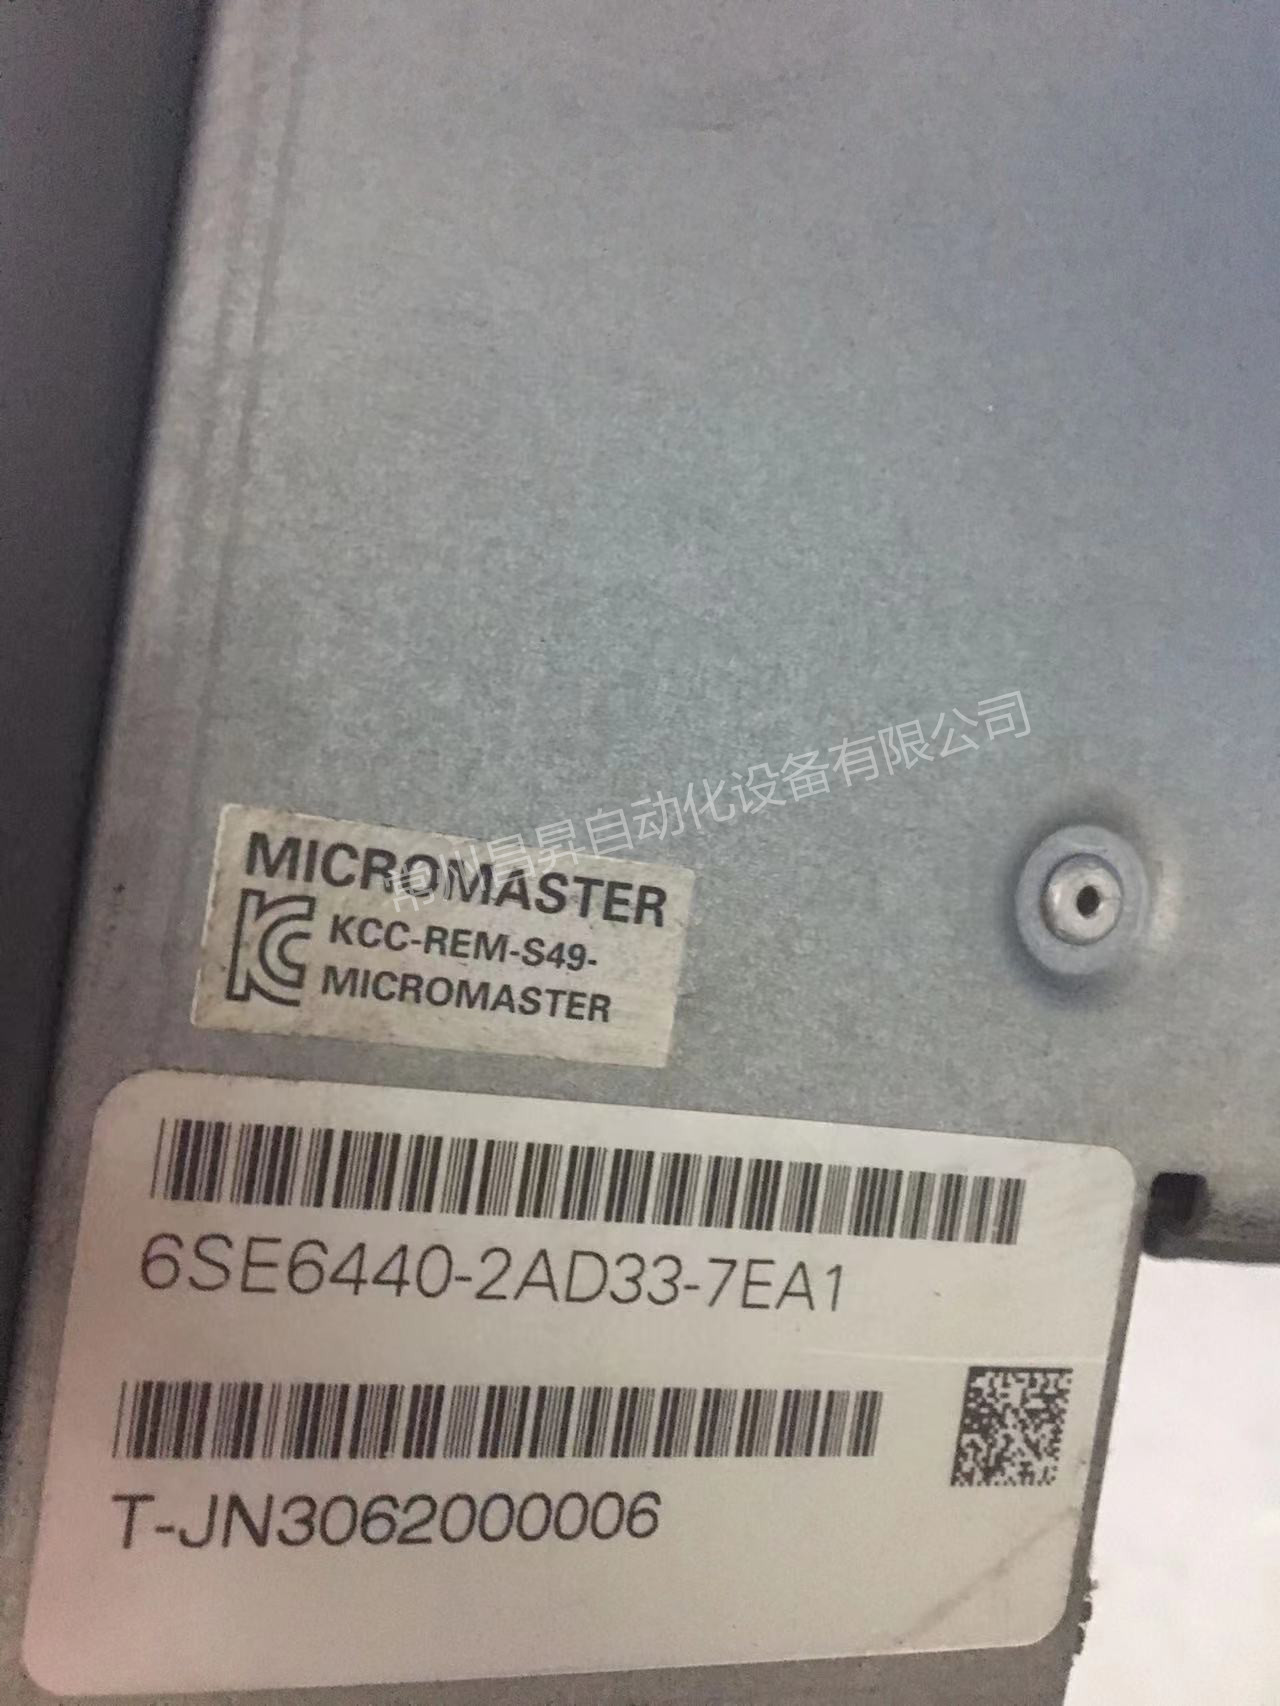 常州昌昇自动化设备有限公司
MICROMASTER
KCC-REM-S49-
MICROMASTER
6SE6440-2AD33-7EA1
T-JN3062000006